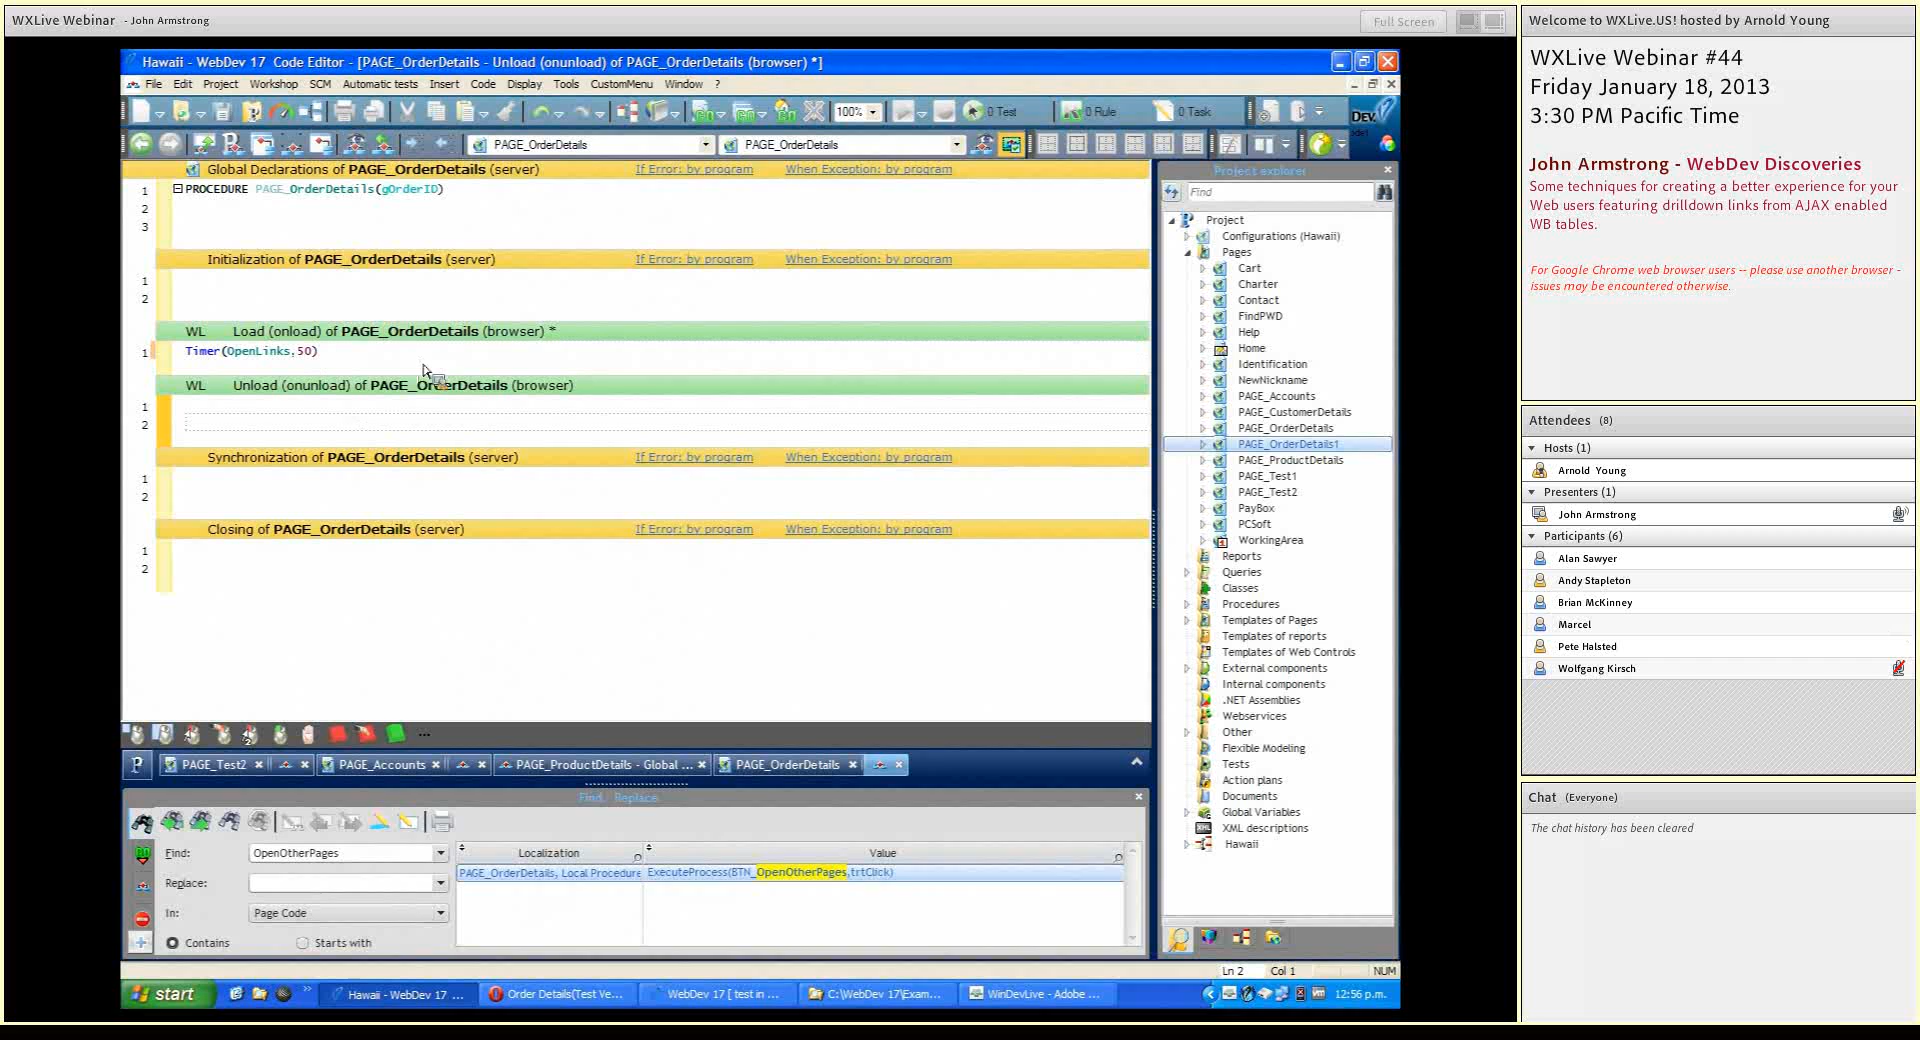 WXLive Webinar - John Armstrong
Full Screen
Hawaii - WebDev 17 Code Editor - [PAGE_OrderDetails - Unload (onunload) of PAGE_OrderDetails (browser) *]
File Edit Project Workshop SCM Automatic tests Insert Code Display Tools CustomMenu Window ?
100% 0 Test 0 Rule 0 Task DEV.
PAGE_OrderDetails PAGE_OrderDetails
Global Declarations of PAGE_OrderDetails (server) If Error: by program When Exception: by program
1 PROCEDURE PAGE_OrderDetails(gOrderID)
2
3
Initialization of PAGE_OrderDetails (server) If Error: by program When Exception: by program
1
2
WL Load (onload) of PAGE_OrderDetails (browser) *
1 Timer(OpenLinks,50)
WL Unload (onunload) of PAGE_OrderDetails (browser)
1
2
Synchronization of PAGE_OrderDetails (server) If Error: by program When Exception: by program
1
2
Closing of PAGE_OrderDetails (server) If Error: by program When Exception: by program
1
2
...
PAGE_Test2 PAGE_Accounts PAGE_ProductDetails - Global ... PAGE_OrderDetails
Find Replace
Find: OpenOtherPages
Replace:
In: Page Code
Contains Starts with
Localization Value
PAGE_OrderDetails, Local Procedure ExecuteProcess(BTN_OpenOtherPages,trtClick)
Project explorer
Find
Project
Configurations (Hawaii)
Pages
Cart
Charter
Contact
FindPWD
Help
Home
Identification
NewNickname
PAGE_Accounts
PAGE_CustomerDetails
PAGE_OrderDetails
PAGE_OrderDetails1
PAGE_ProductDetails
PAGE_Test1
PAGE_Test2
PayBox
PCSoft
WorkingArea
Reports
Queries
Classes
Procedures
Templates of Pages
Templates of reports
Templates of Web Controls
External components
Internal components
.NET Assemblies
Webservices
Other
Flexible Modeling
Tests
Action plans
Documents
Global Variables
XML descriptions
Hawaii
Ln 2 Col 1 NUM
start Hawaii - WebDev 17 ... Order Details(Test Ve... WebDev 17 [ test in ... C:\WebDev 17\Exam... WinDevLive - Adobe ... 12:56 p.m.
Welcome to WXLive.US! hosted by Arnold Young
WXLive Webinar #44
Friday January 18, 2013
3:30 PM Pacific Time
John Armstrong - WebDev Discoveries
Some techniques for creating a better experience for your
Web users featuring drilldown links from AJAX enabled
WB tables.
For Google Chrome web browser users -- please use another browser -
issues may be encountered otherwise.
Attendees (8)
Hosts (1)
Arnold Young
Presenters (1)
John Armstrong
Participants (6)
Alan Sawyer
Andy Stapleton
Brian McKinney
Marcel
Pete Halsted
Wolfgang Kirsch
Chat (Everyone)
The chat history has been cleared